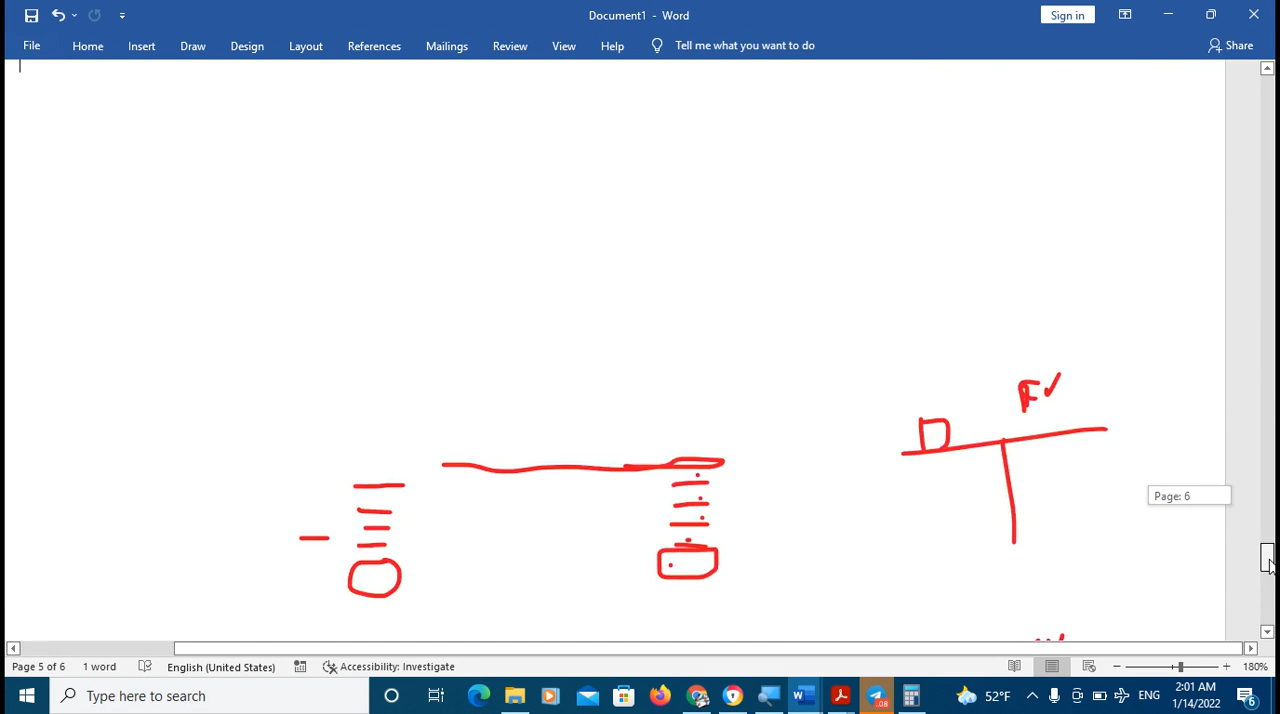 Document1 - Word
Sign in
File Home Insert Draw Design Layout References Mailings Review View Help Tell me what you want to do Share
Page: 6
Page 5 of 6 1 word English (United States) Accessibility: Investigate 180%
Type here to search
.08
52°F
ENG
2:01 AM
1/14/2022
6